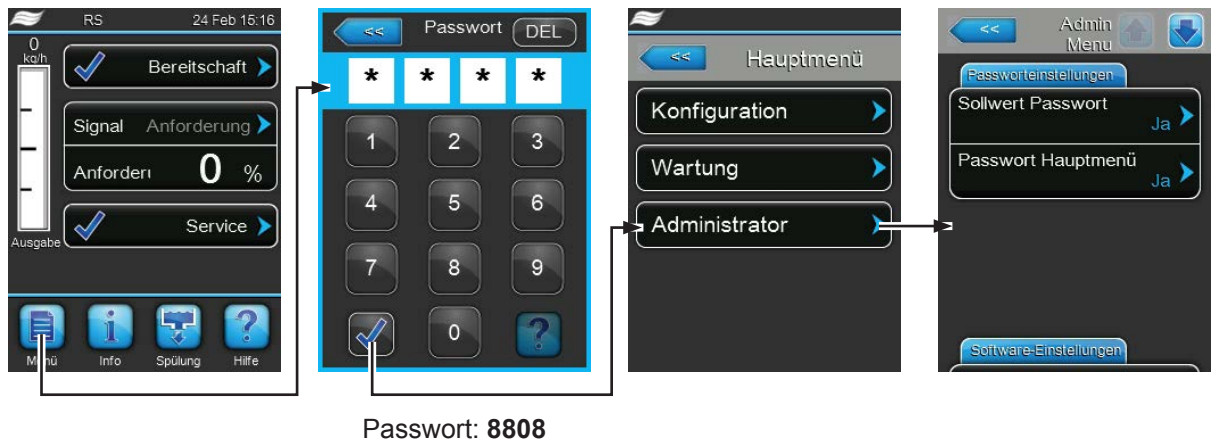 RS 24 Feb 15:16
0
kg/h
Bereitschaft
Signal Anforderung
Anforderı 0 %
Service
Ausgabe
Menü Info Spülung Hilfe
<< Passwort DEL
* * * *
1 2 3
4 5 6
7 8 9
0 ?
Passwort: 8808
<< Hauptmenü
Konfiguration
Wartung
Administrator
<< Admin
Menu
Passworteinstellungen
Sollwert Passwort
Ja
Passwort Hauptmenü
Ja
Software-Einstellungen